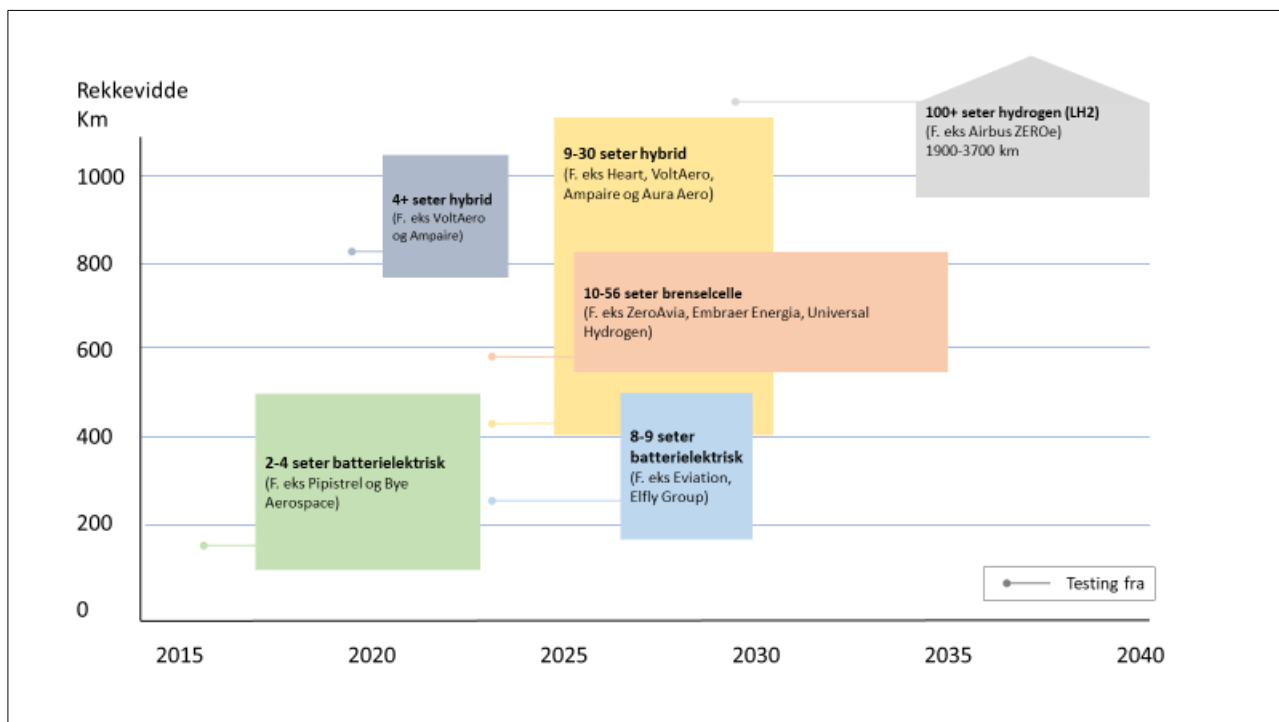 Rekkevidde
Km
1000
800
600
400
200
0
4+ seter hybrid
(F. eks VoltAero
og Ampaire)
9-30 seter hybrid
(F. eks Heart, VoltAero,
Ampaire og Aura Aero)
100+ seter hydrogen (LH2)
(F. eks Airbus ZEROe)
1900-3700 km
10-56 seter brenselcelle
(F. eks ZeroAvia, Embraer Energia, Universal
Hydrogen)
2-4 seter batterielektrisk
(F. eks Pipistrel og Bye
Aerospace)
8-9 seter
batterielektrisk
(F. eks Eviation,
Elfly Group)
Testing fra
2015 2020 2025 2030 2035 2040